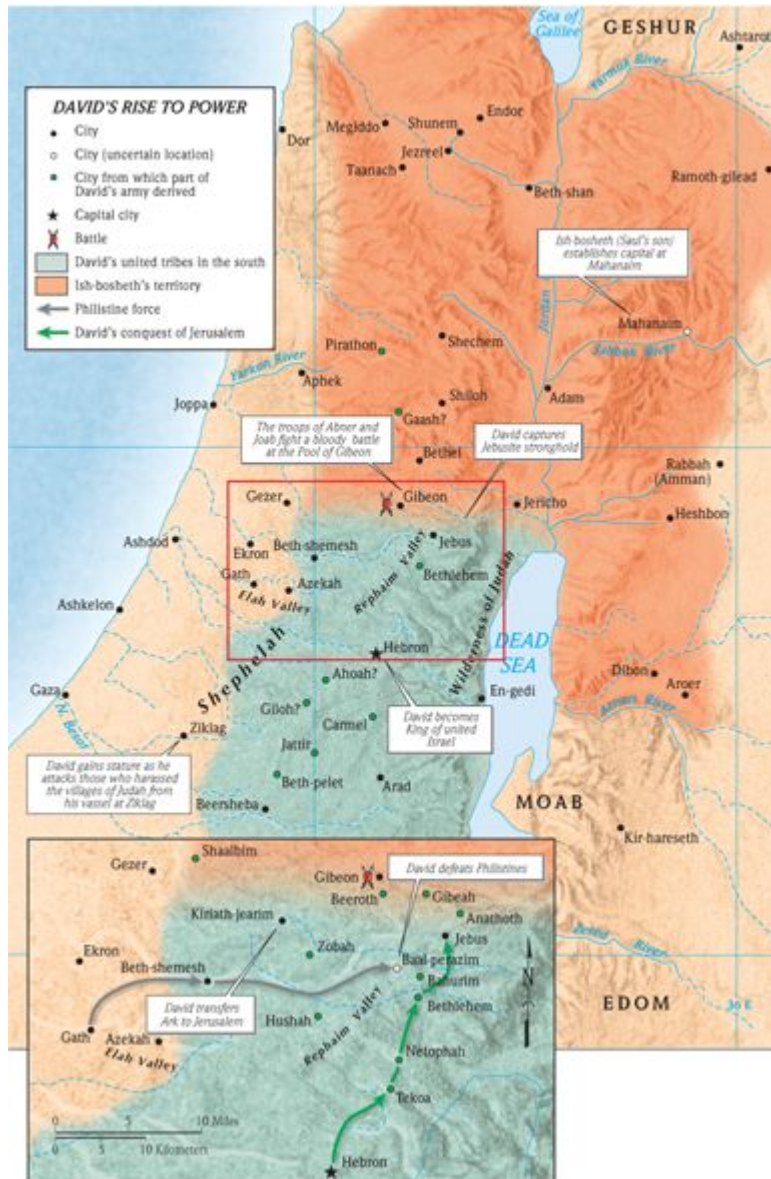 Sea of
Galilee
GESHUR
Ashtaroth
Yarmuk River
DAVID'S RISE TO POWER
City
City (uncertain location)
City from which part of
David's army derived
Capital city
Battle
David's united tribes in the south
Ish-bosheth's territory
Philistine force
David's conquest of Jerusalem
Dor
Megiddo
Shunem
Endor
Jezreel
Taanach
Beth-shan
Ramoth-gilead
Ish-bosheth (Saul's son)
establishes capital at
Mahanaim
Jordan
Mahanaim
Jabbok River
Pirathon
Shechem
Yarkon River
Aphek
Joppa
Shiloh
Adam
Gaash?
The troops of Abner and
Joab fight a bloody battle
at the Pool of Gibeon
David captures
Jebusite stronghold
Bethel
Rabbah
(Amman)
Gezer
Gibeon
Jericho
Heshbon
Ashdod
Ekron
Beth-shemesh
Jebus
Rephaim Valley
Bethlehem
Gath
Azekah
Elah Valley
Wilderness of Judah
Ashkelon
Shephelah
Hebron
DEAD
SEA
Dibon
Aroer
Arnon River
Gaza
N. Besor
Ahoah?
En-gedi
Giloh?
Carmel
David becomes
King of united
Israel
Ziklag
David gains stature as he
attacks those who harassed
the villages of Judah from
his vassel at Ziklag
Jattir
Beth-pelet
Arad
Beersheba
MOAB
Kir-hareseth
Zered River
EDOM
36 E
Shaalbim
Gezer
Gibeon
David defeats Philistines
Beeroth
Gibeah
Kiriath-jearim
Anathoth
Jebus
Zobah
Ekron
Baal-perazim
Beth-shemesh
Bahurim
David transfers
Ark to Jerusalem
Bethlehem
Hushah
Rephaim Valley
Gath
Azekah
Elah Valley
Netophah
Tekoa
N
0 5 10 Miles
0 5 10 Kilometers
Hebron